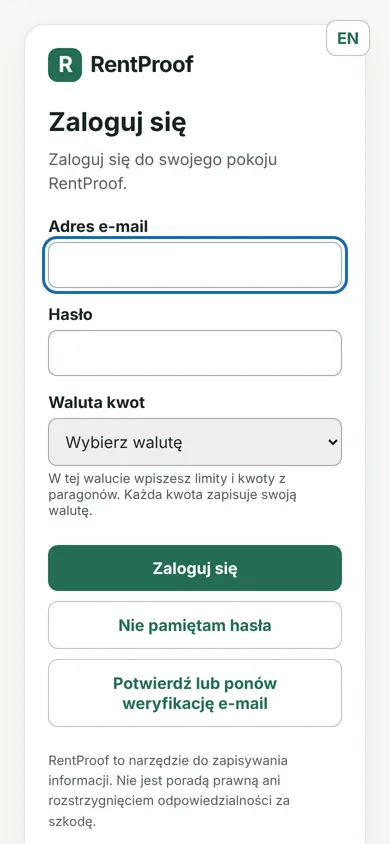 EN
R RentProof
Zaloguj się
Zaloguj się do swojego pokoju
RentProof.
Adres e-mail
Hasło
Waluta kwot
Wybierz walutę
W tej walucie wpiszesz limity i kwoty z
paragonów. Każda kwota zapisuje swoją
walutę.
Zaloguj się
Nie pamiętam hasła
Potwierdź lub ponów
weryfikację e-mail
RentProof to narzędzie do zapisywania
informacji. Nie jest poradą prawną ani
rozstrzygnięciem odpowiedzialności za
szkodę.